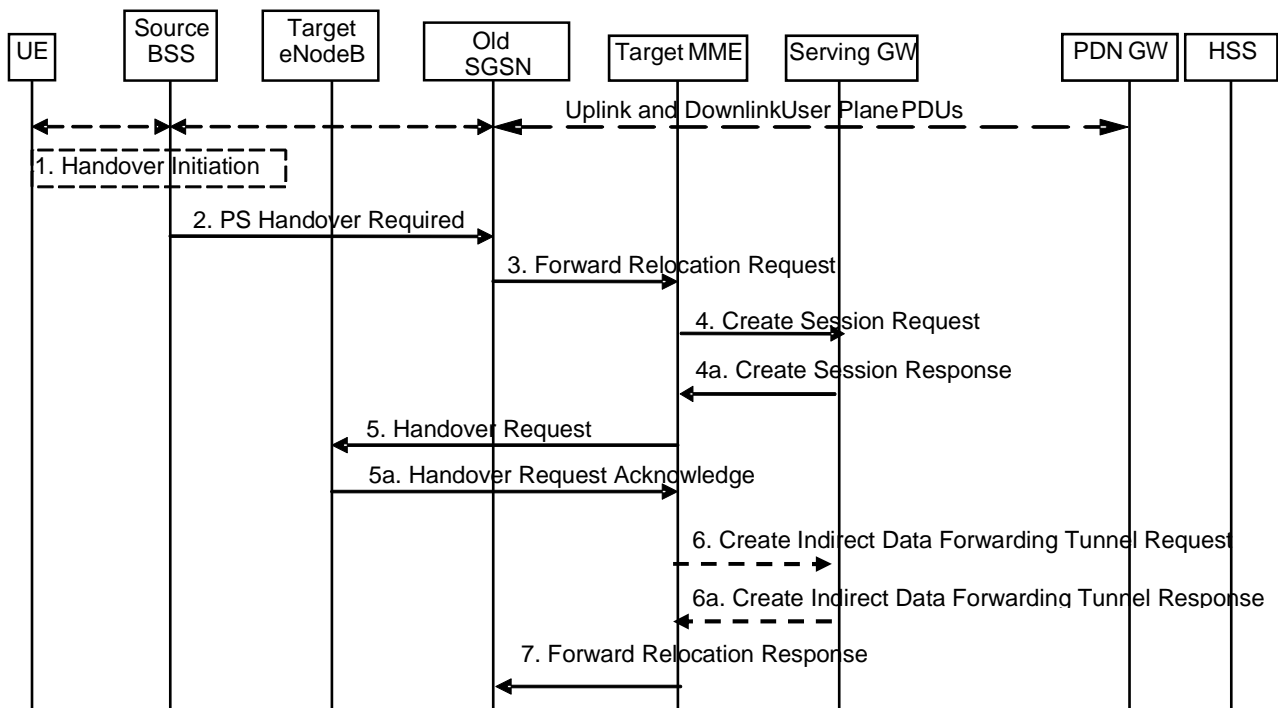 UE
Source
BSS
Target
eNodeB
Old
SGSN
Target MME
Serving GW
PDN GW
HSS
Uplink and DownlinkUser Plane PDUs
1. Handover Initiation
2. PS Handover Required
3. Forward Relocation Request
4. Create Session Request
4a. Create Session Response
5. Handover Request
5a. Handover Request Acknowledge
6. Create Indirect Data Forwarding Tunnel Request
6a. Create Indirect Data Forwarding Tunnel Response
7. Forward Relocation Response